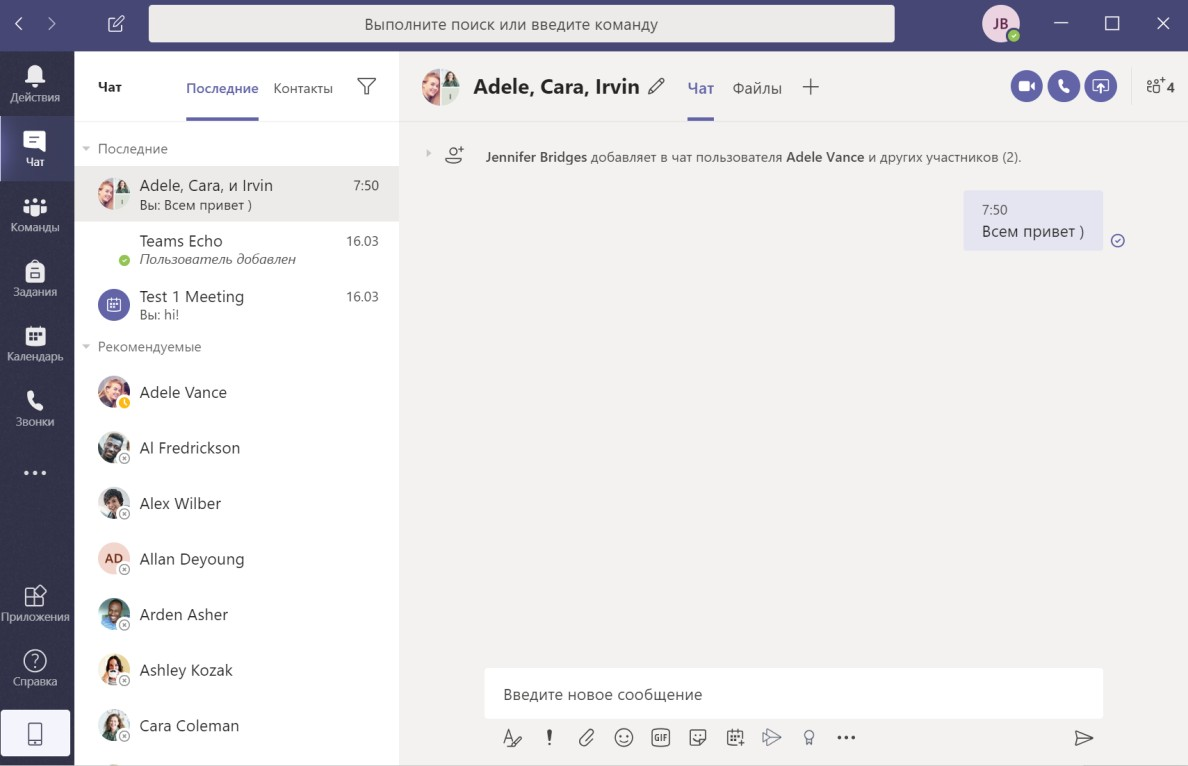 Выполните поиск или введите команду
JB
Действия
Чат
Команды
Задания
Календарь
Звонки
Приложения
Справка
Чат
Последние
Контакты
Последние
Adele, Cara, и Irvin 7:50
Вы: Всем привет )
Teams Echo 16.03
Пользователь добавлен
Test 1 Meeting 16.03
Вы: hi!
Рекомендуемые
Adele Vance
Al Fredrickson
Alex Wilber
AD Allan Deyoung
Arden Asher
Ashley Kozak
Cara Coleman
Adele, Cara, Irvin
Чат
Файлы
4
Jennifer Bridges добавляет в чат пользователя Adele Vance и других участников (2).
7:50
Всем привет )
Введите новое сообщение
GIF